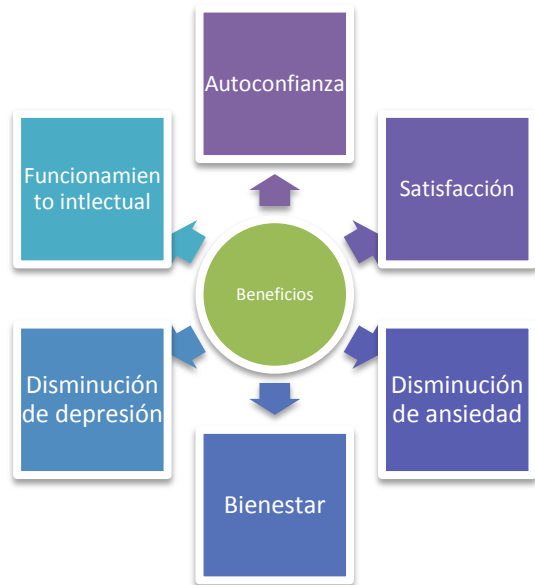 Autoconfianza
Funcionamien
to intlectual
Satisfacción
Beneficios
Disminución
de depresión
Disminución
de ansiedad
Bienestar